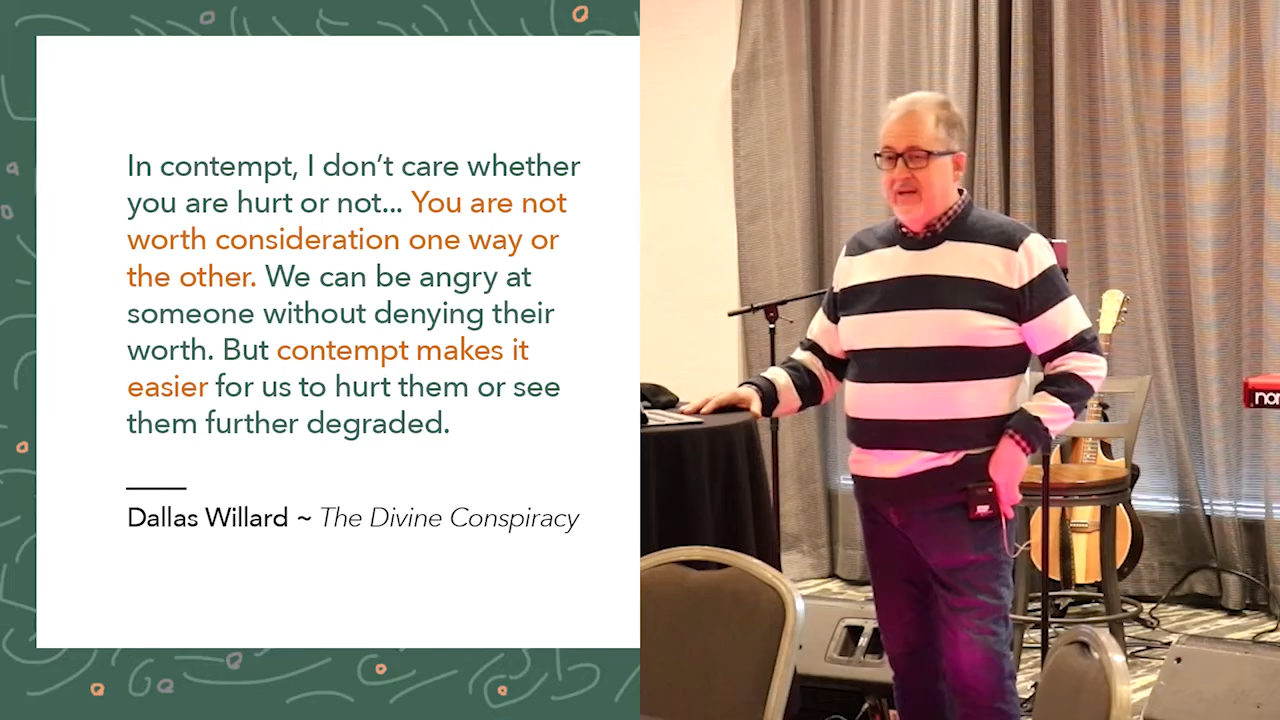 In contempt, I don't care whether
you are hurt or not... You are not
worth consideration one way or
the other. We can be angry at
someone without denying their
worth. But contempt makes it
easier for us to hurt them or see
them further degraded.
Dallas Willard ~ The Divine Conspiracy
nor